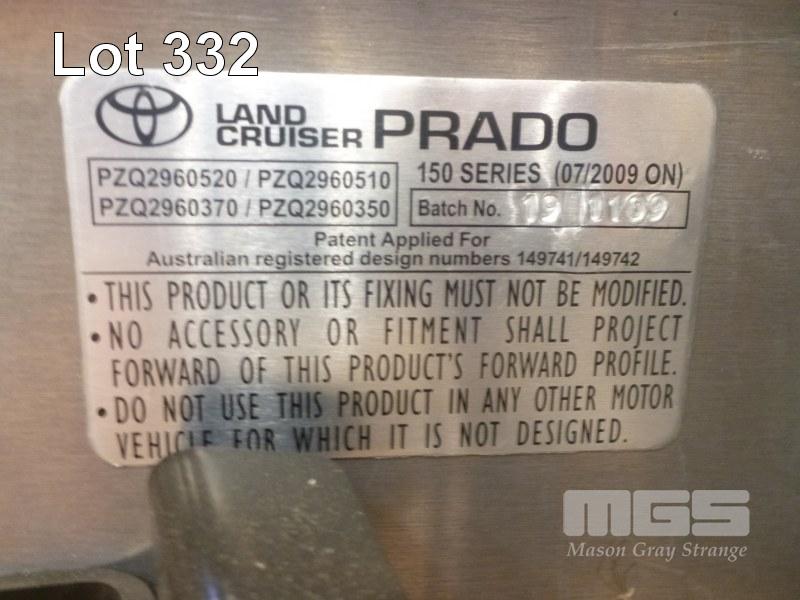 Lot 332
LAND CRUISER PRADO
PZQ2960520 / PZQ2960510 150 SERIES (07/2009 ON)
PZQ2960370 / PZQ2960350 Batch No. 19
Patent Applied For
Australian registered design numbers 149741/149742
• THIS PRODUCT OR ITS FIXING MUST NOT BE MODIFIED.
• NO ACCESSORY OR FITMENT SHALL PROJECT
FORWARD OF THIS PRODUCT'S FORWARD PROFILE.
• DO NOT USE THIS PRODUCT IN ANY OTHER MOTOR
VEHICLE FOR WHICH IT IS NOT DESIGNED.
MGS
Mason Gray Strange